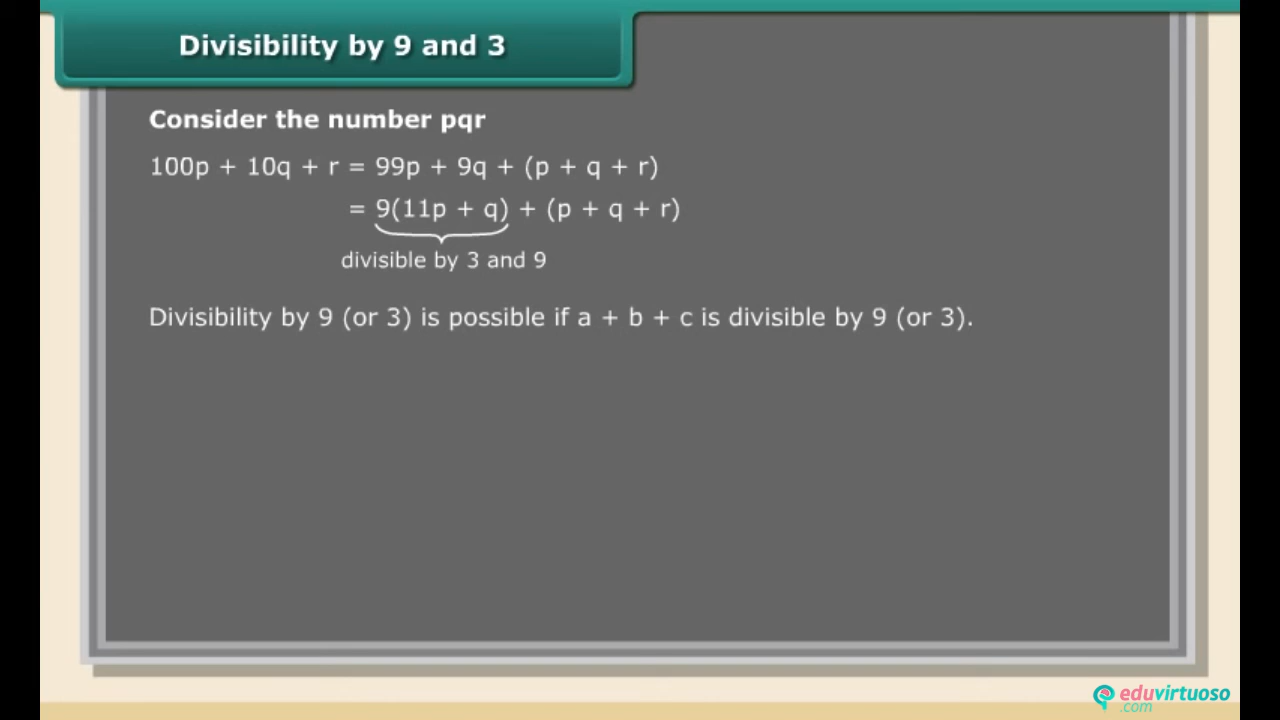 Divisibility by 9 and 3
Consider the number pqr
100p + 10q + r = 99p + 9q + (p + q + r)
= 9(11p + q) + (p + q + r)
divisible by 3 and 9
Divisibility by 9 (or 3) is possible if a + b + c is divisible by 9 (or 3).
eduvirtuoso
.com